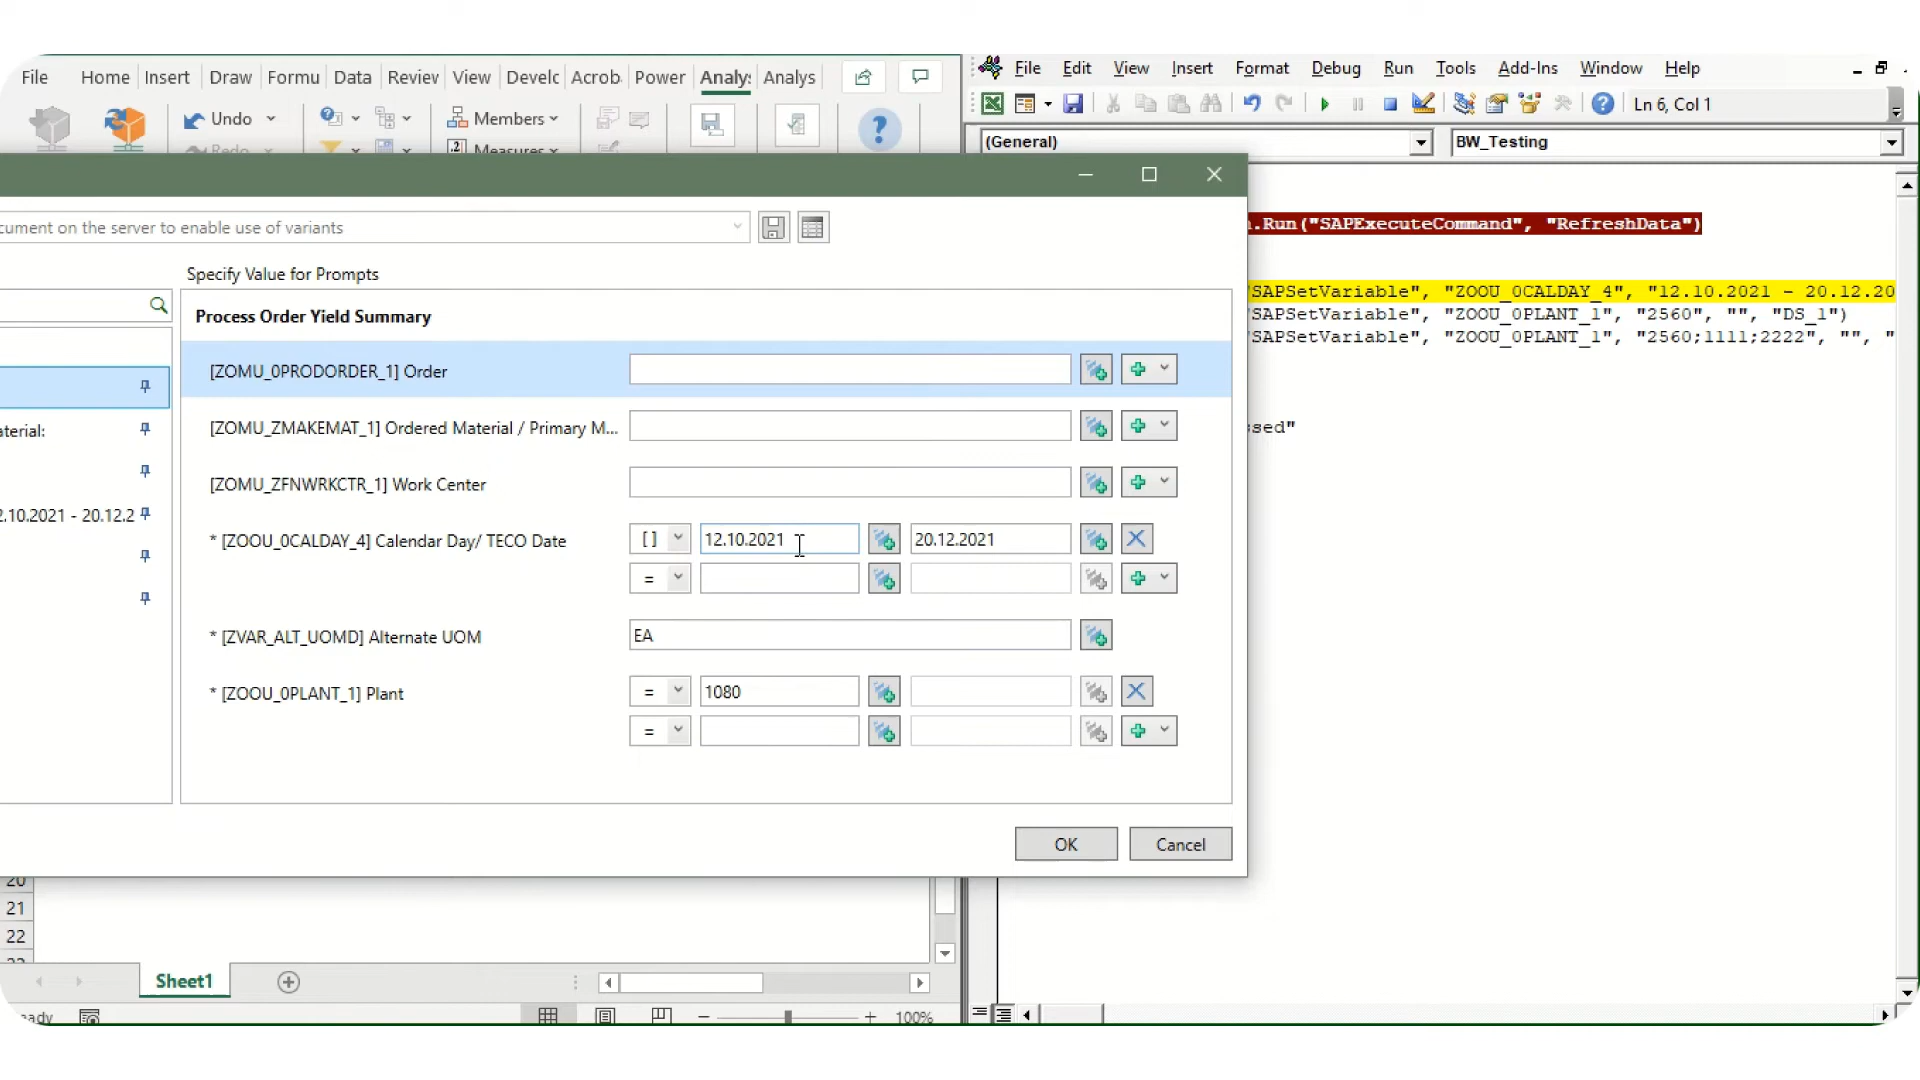 File Home Insert Draw Formu Data Review View Develc Acrob Power Analy: Analys
Undo
Members
Redo
Measures
?
File Edit View Insert Format Debug Run Tools Add-Ins Window Help
Ln 6, Col 1
(General)
BW_Testing
cument on the server to enable use of variants
Specify Value for Prompts
Process Order Yield Summary
[ZOMU_0PRODORDER_1] Order
[ZOMU_ZMAKEMAT_1] Ordered Material / Primary M...
aterial:
[ZOMU_ZFNWRKCTR_1] Work Center
2.10.2021 - 20.12.2
* [ZOOU_0CALDAY_4] Calendar Day/ TECO Date [ ] 12.10.2021 20.12.2021
=
* [ZVAR_ALT_UOMD] Alternate UOM EA
* [ZOOU_0PLANT_1] Plant = 1080
=
OK Cancel
.Run("SAPExecuteCommand", "RefreshData")
"SAPSetVariable", "ZOOU_0CALDAY_4", "12.10.2021 - 20.12.20
"SAPSetVariable", "ZOOU_0PLANT_1", "2560", "", "DS_1")
"SAPSetVariable", "ZOOU_0PLANT_1", "2560;1111;2222", "", "
ssed"
20
21
22
Sheet1
100%